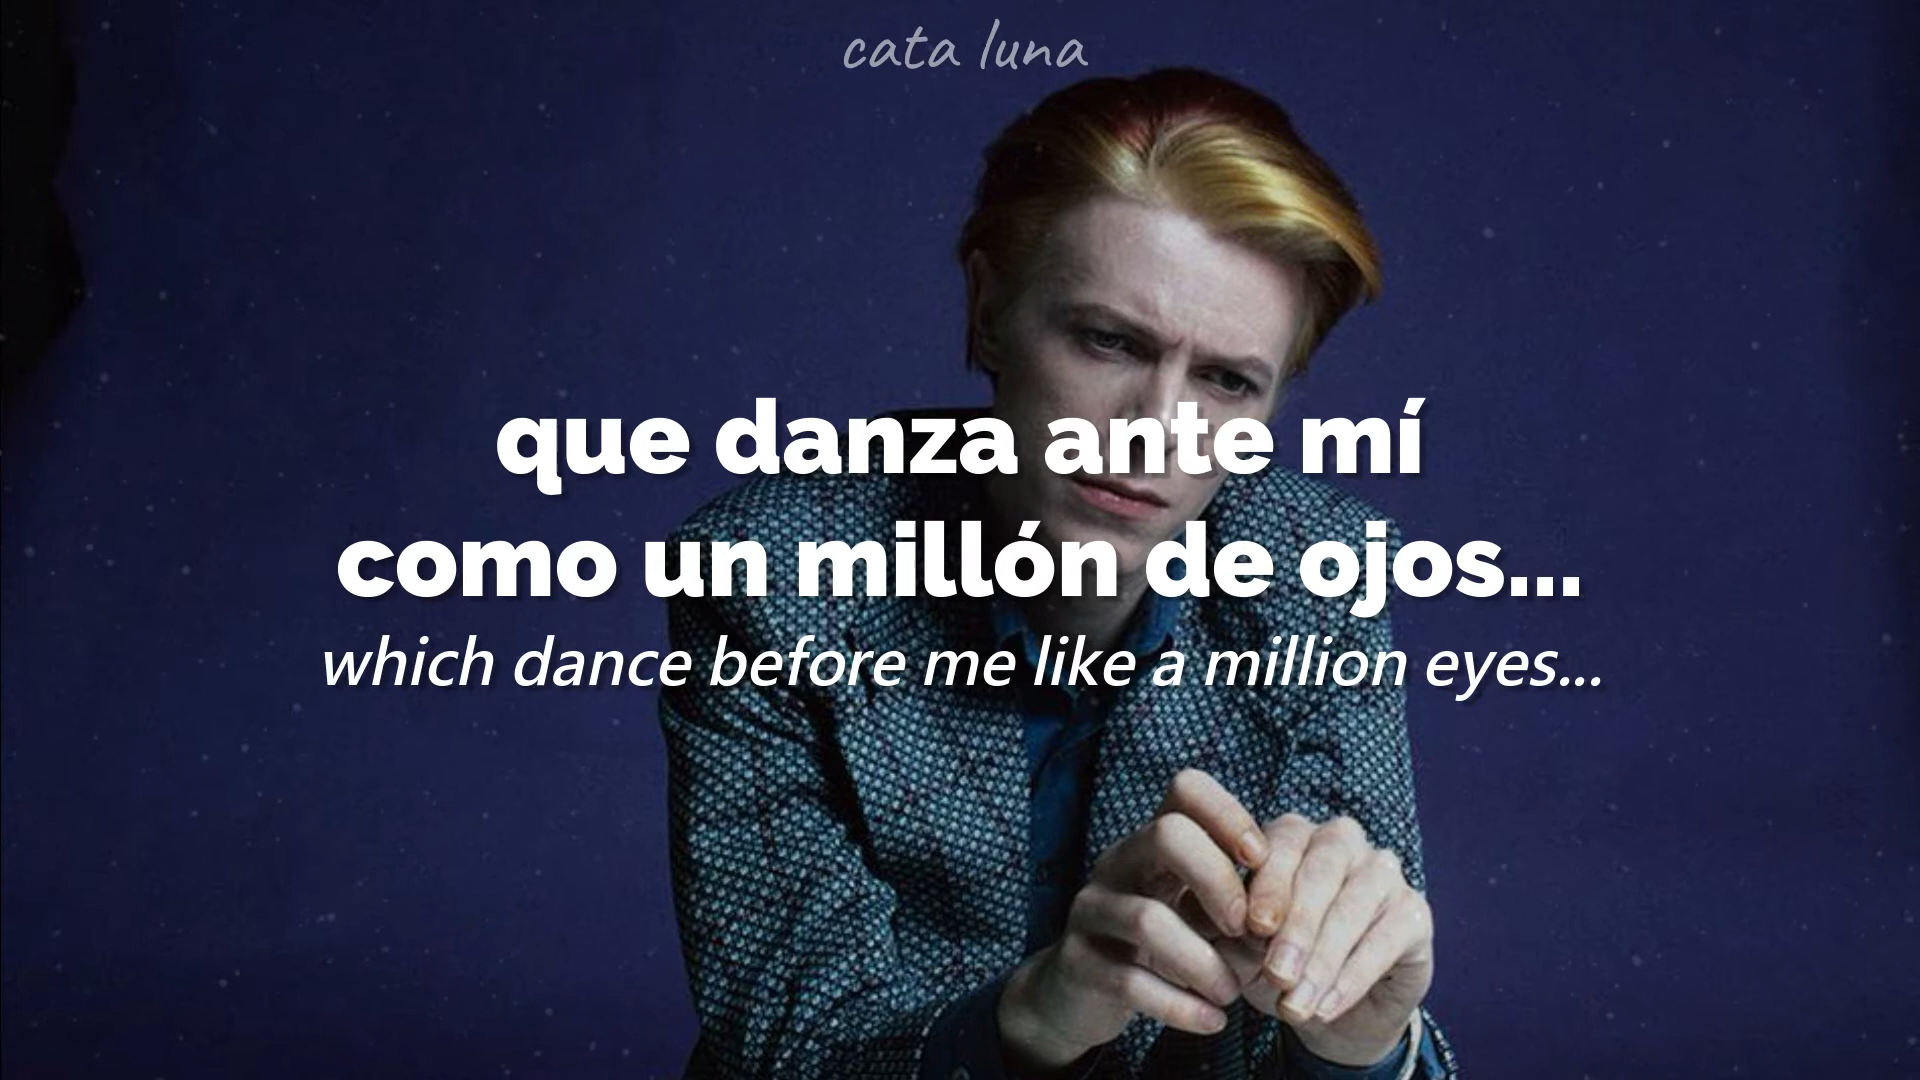 cata luna
que danza ante mí
como un millón de ojos...
which dance before me like a million eyes...